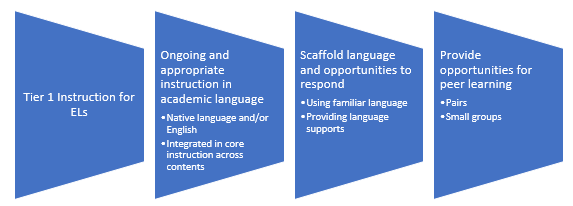 Tier 1 Instruction for
ELs
Ongoing and
appropriate
instruction in
academic language
•Native language and/or
English
•Integrated in core
instruction across
contents
Scaffold language
and opportunities to
respond
•Using familiar language
•Providing language
supports
Provide
opportunities for
peer learning
•Pairs
•Small groups